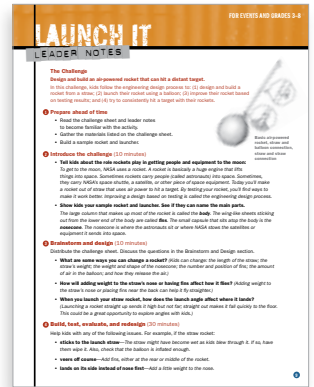 FOR EVENTS AND GRADES 3–8
LAUNCH IT
LEADER NOTES
The Challenge
Design and build an air-powered rocket that can hit a distant target.
In this challenge, kids follow the engineering design process to: (1) design and build a
rocket from a straw; (2) launch their rocket using a balloon; (3) improve their rocket based
on testing results; and (4) try to consistently hit a target with their rockets.
1 Prepare ahead of time
• Read the challenge sheet and leader notes
to become familiar with the activity.
• Gather the materials listed on the challenge sheet.
• Build a sample rocket and launcher.
Basic air-powered
rocket, straw and
balloon connection,
straw and straw
connection.
2 Introduce the challenge (10 minutes)
• Tell kids about the role rockets play in getting people and equipment to the moon:
To get to the moon, NASA uses a rocket. A rocket is basically a huge engine that lifts
things into space. Sometimes rockets carry people (called astronauts) into space. Sometimes,
they carry NASA's space shuttle, a satellite, or other piece of space equipment. Today you'll make
a rocket out of straw that uses air power to hit a target. By testing your rocket, you'll find ways to
make it work better. Improving a design based on testing is called the engineering design process.
• Show kids your sample rocket and launcher. See if they can name the main parts.
The large column that makes up most of the rocket is called the body. The wing-like shapes sticking
out from the lower end of the body are called fins. The small capsule that sits atop the body is the
nosecone. The nosecone is where the astronauts sit or where NASA stows the satellites or
equipment it sends into space.
3 Brainstorm and design (10 minutes)
Distribute the challenge sheet. Discuss the questions in the Brainstorm and Design section.
• What are some ways you can change a rocket? (Kids can change: the length of the straw; the
straw's weight; the weight and shape of the nosecone; the number and position of fins; the amount
of air in the balloon; and how they release the air.)
• How will adding weight to the straw's nose or having fins affect how it flies? (Adding weight to
the straw's nose or placing fins near the back can help it fly straighter.)
• When you launch your straw rocket, how does the launch angle affect where it lands?
(Launching a rocket straight up sends it high but not far; straight out makes it fall quickly to the floor.
This could be a great opportunity to explore angles with kids.)
4 Build, test, evaluate, and redesign (30 minutes)
Help kids with any of the following issues. For example, if the straw rocket:
• sticks to the launch straw—The straw might have become wet as kids blew through it. If so, have
them wipe it. Also, check that the balloon is inflated enough.
• veers off course—Add fins, either at the rear or middle of the rocket.
• lands on its side instead of nose first—Add a little weight to the nose.